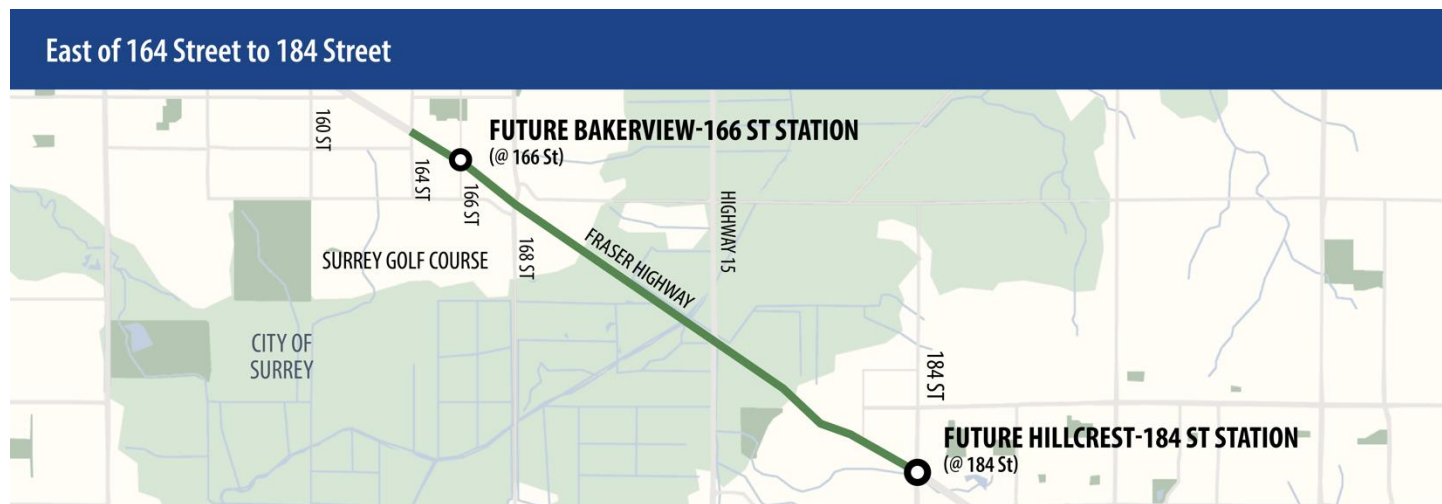 East of 164 Street to 184 Street
160 ST
FUTURE BAKERVIEW-166 ST STATION
(@ 166 St)
164 ST
166 ST
HIGHWAY 15
SURREY GOLF COURSE
168 ST
FRASER HIGHWAY
CITY OF
SURREY
184 ST
FUTURE HILLCREST-184 ST STATION
(@ 184 St)